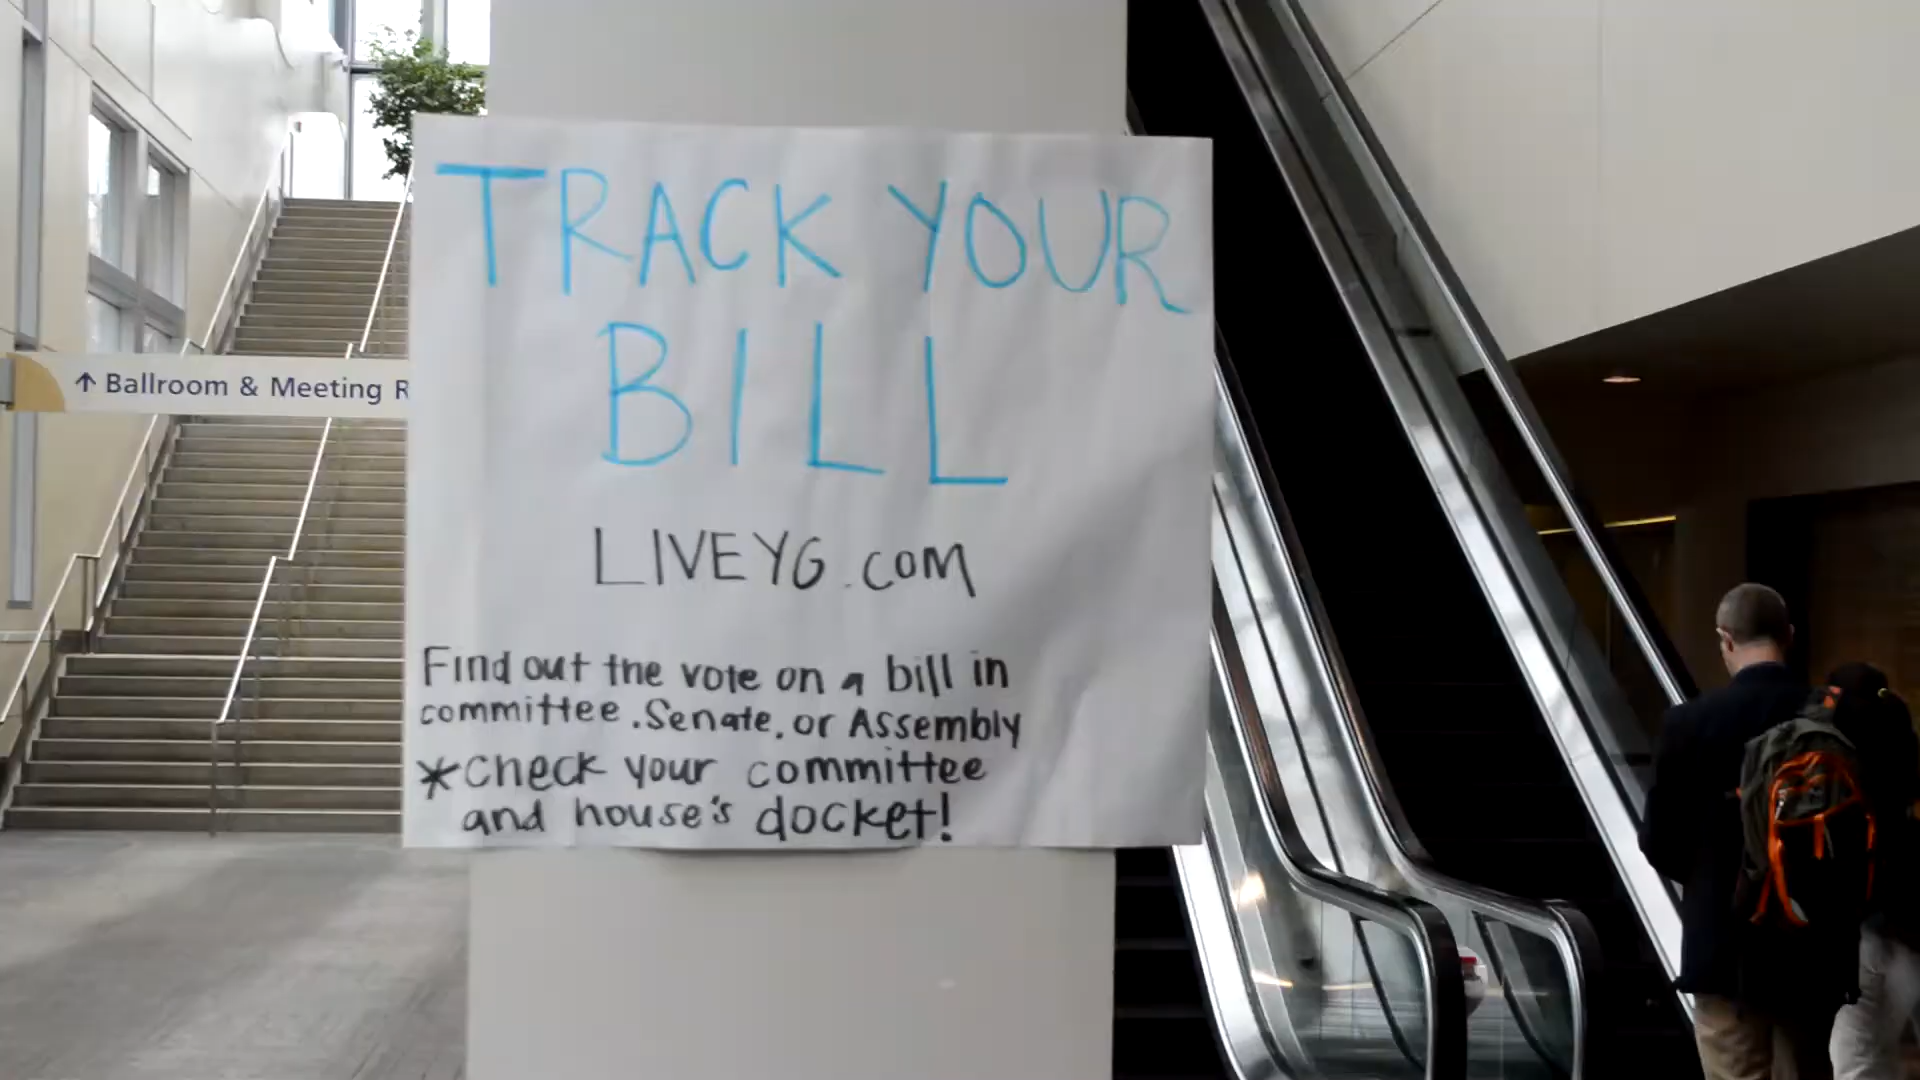 TRACK YOUR
BILL
LIVEYG.COM
Find out the vote on a bill in
committee. Senate, or Assembly
*check your committee
and house's docket!
↑ Ballroom & Meeting R